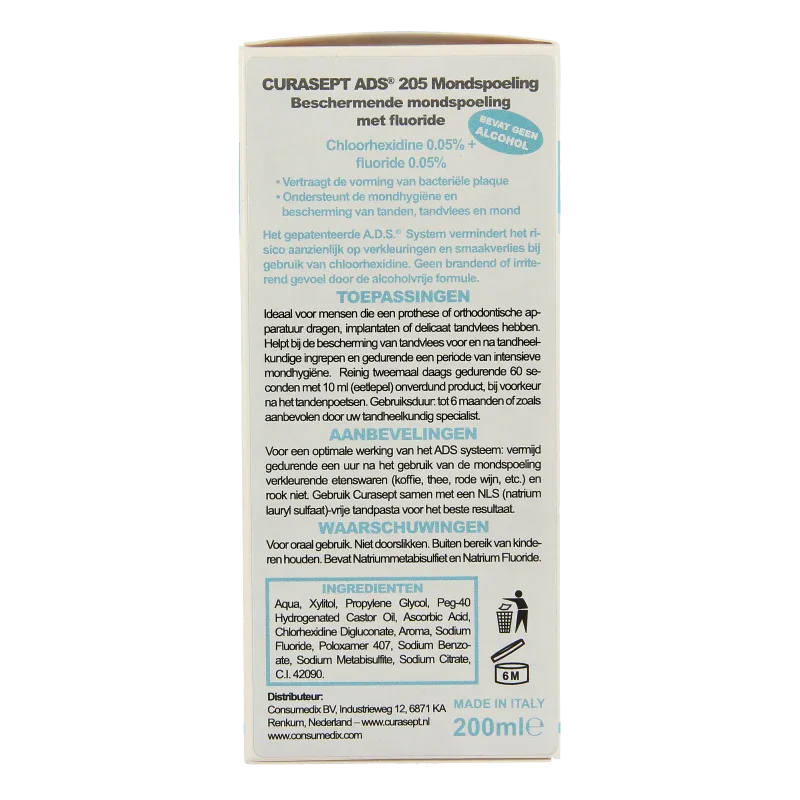 CURASEPT ADS® 205 Mondspoeling
Beschermende mondspoeling
met fluoride
BEVAT GEEN
ALCOHOL
Chloorhexidine 0.05% +
fluoride 0.05%
• Vertraagt de vorming van bacteriële plaque
• Ondersteunt de mondhygiëne en
bescherming van tanden, tandvlees en mond
Het gepatenteerde A.D.S.® System vermindert het ri-
sico aanzienlijk op verkleuringen en smaakverlies bij
gebruik van chloorhexidine. Geen brandend of irrite-
rend gevoel door de alcoholvrije formule.
TOEPASSINGEN
Ideaal voor mensen die een prothese of orthodontische ap-
paratuur dragen, implantaten of delicaat tandvlees hebben.
Helpt bij de bescherming van tandvlees voor en na tandheel-
kundige ingrepen en gedurende een periode van intensieve
mondhygiëne. Reinig tweemaal daags gedurende 60 se-
conden met 10 ml (eetlepel) onverdund product, bij voorkeur
na het tandenpoetsen. Gebruiksduur: tot 6 maanden of zoals
aanbevolen door uw tandheelkundig specialist.
AANBEVELINGEN
Voor een optimale werking van het ADS systeem: vermijd
gedurende een uur na het gebruik van de mondspoeling
verkleurende etenswaren (koffie, thee, rode wijn, etc.) en
rook niet. Gebruik Curasept samen met een NLS (natrium
lauryl sulfaat)-vrije tandpasta voor het beste resultaat.
WAARSCHUWINGEN
Voor oraal gebruik. Niet doorslikken. Buiten bereik van kinde-
ren houden. Bevat Natriummetabisulfiet en Natrium Fluoride.
INGREDIENTEN
Aqua, Xylitol, Propylene Glycol, Peg-40
Hydrogenated Castor Oil, Ascorbic Acid,
Chlorhexidine Digluconate, Aroma, Sodium
Fluoride, Poloxamer 407, Sodium Benzo-
ate, Sodium Metabisulfite, Sodium Citrate,
C.I. 42090.
6 M
Distributeur:
Consumedix BV, Industrieweg 12, 6871 KA
Renkum, Nederland – www.curasept.nl
www.consumedix.com
MADE IN ITALY
200ml℮